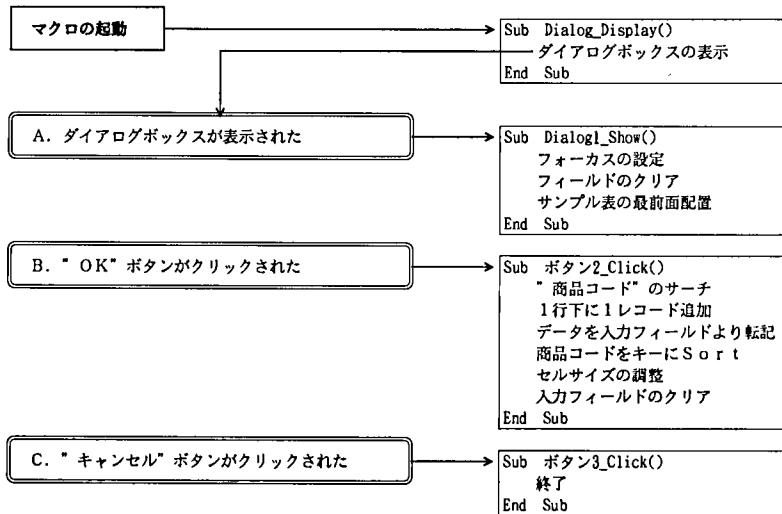 マクロの起動
Sub Dialog_Display()
ダイアログボックスの表示
End Sub
A．ダイアログボックスが表示された
Sub Dialog1_Show()
フォーカスの設定
フィールドのクリア
サンプル表の最前面配置
End Sub
B．"ＯＫ"ボタンがクリックされた
Sub ボタン2_Click()
"商品コード"のサーチ
１行下に１レコード追加
データを入力フィールドより転記
商品コードをキーにＳｏｒｔ
セルサイズの調整
入力フィールドのクリア
End Sub
C．"キャンセル"ボタンがクリックされた
Sub ボタン3_Click()
終了
End Sub